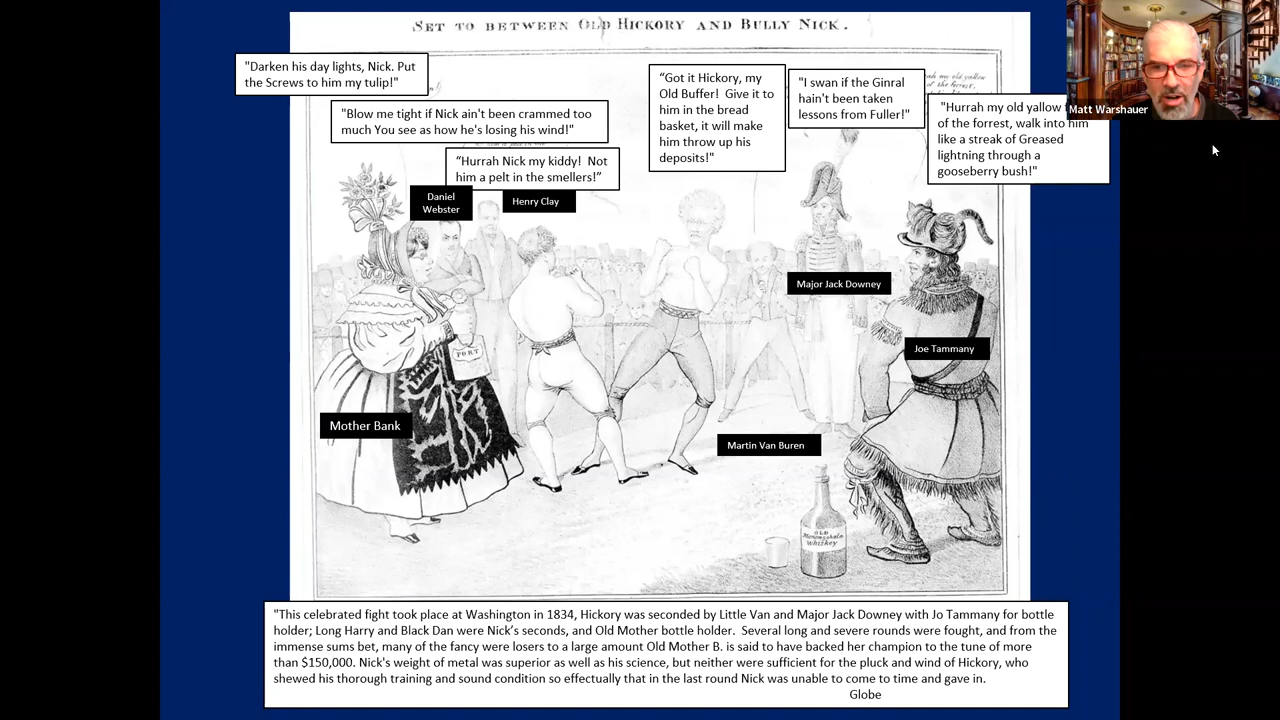 SET TO BETWEEN OLD HICKORY AND BULLY NICK.
"Darken his day lights, Nick. Put
the Screws to him my tulip!"
"Blow me tight if Nick ain't been crammed too
much You see as how he's losing his wind!"
“Hurrah Nick my kiddy! Not
him a pelt in the smellers!”
“Got it Hickory, my
Old Buffer! Give it to
him in the bread
basket, it will make
him throw up his
deposits!"
"I swan if the Ginral
hain't been taken
lessons from Fuller!"
"Hurrah my old yellow
of the forrest, walk into him
like a streak of Greased
lightning through a
gooseberry bush!"
Matt Warshauer
my old yellow
of the forrest,
Daniel
Webster
Henry Clay
Major Jack Downey
Joe Tammany
PORT
Mother Bank
Martin Van Buren
OLD
Monongahala
Whiskey
"This celebrated fight took place at Washington in 1834, Hickory was seconded by Little Van and Major Jack Downey with Jo Tammany for bottle
holder; Long Harry and Black Dan were Nick’s seconds, and Old Mother bottle holder. Several long and severe rounds were fought, and from the
immense sums bet, many of the fancy were losers to a large amount Old Mother B. is said to have backed her champion to the tune of more
than $150,000. Nick's weight of metal was superior as well as his science, but neither were sufficient for the pluck and wind of Hickory, who
shewed his thorough training and sound condition so effectually that in the last round Nick was unable to come to time and gave in.
Globe